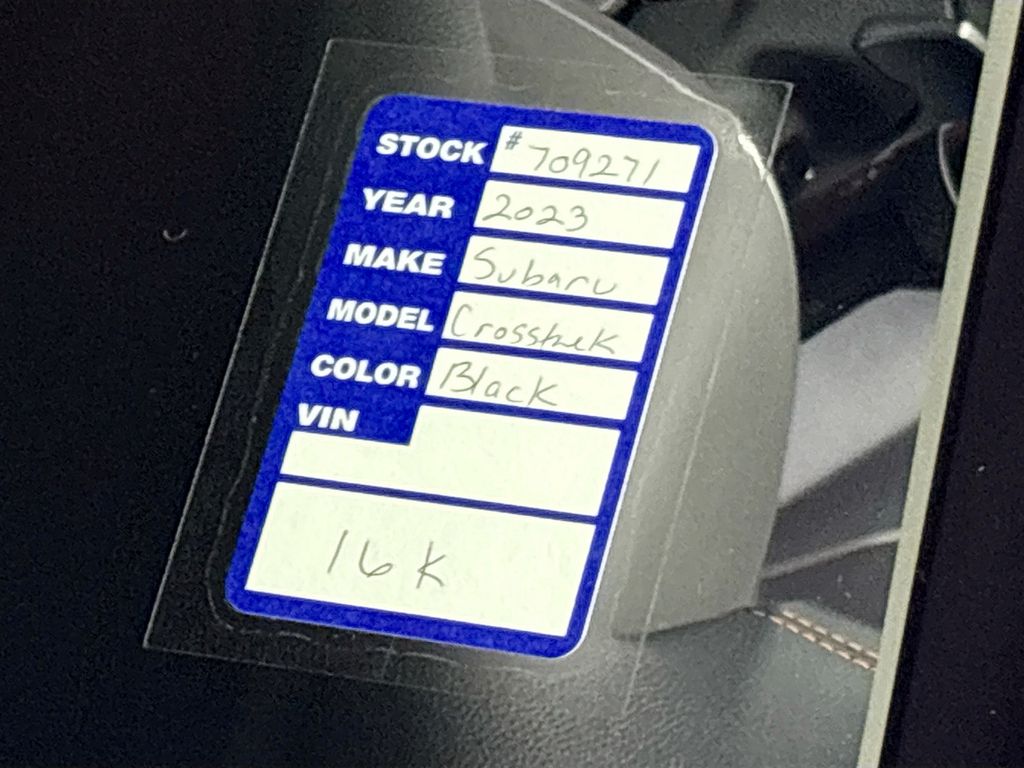 STOCK #709271
YEAR 2023
MAKE Subaru
MODEL Crosstrek
COLOR Black
VIN
16K